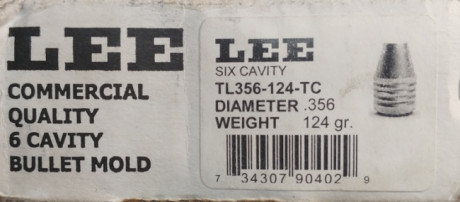 LEE
COMMERCIAL
QUALITY
6 CAVITY
BULLET MOLD
LEE
SIX CAVITY
TL356-124-TC
DIAMETER .356
WEIGHT 124 gr.
7 34307 90402 9